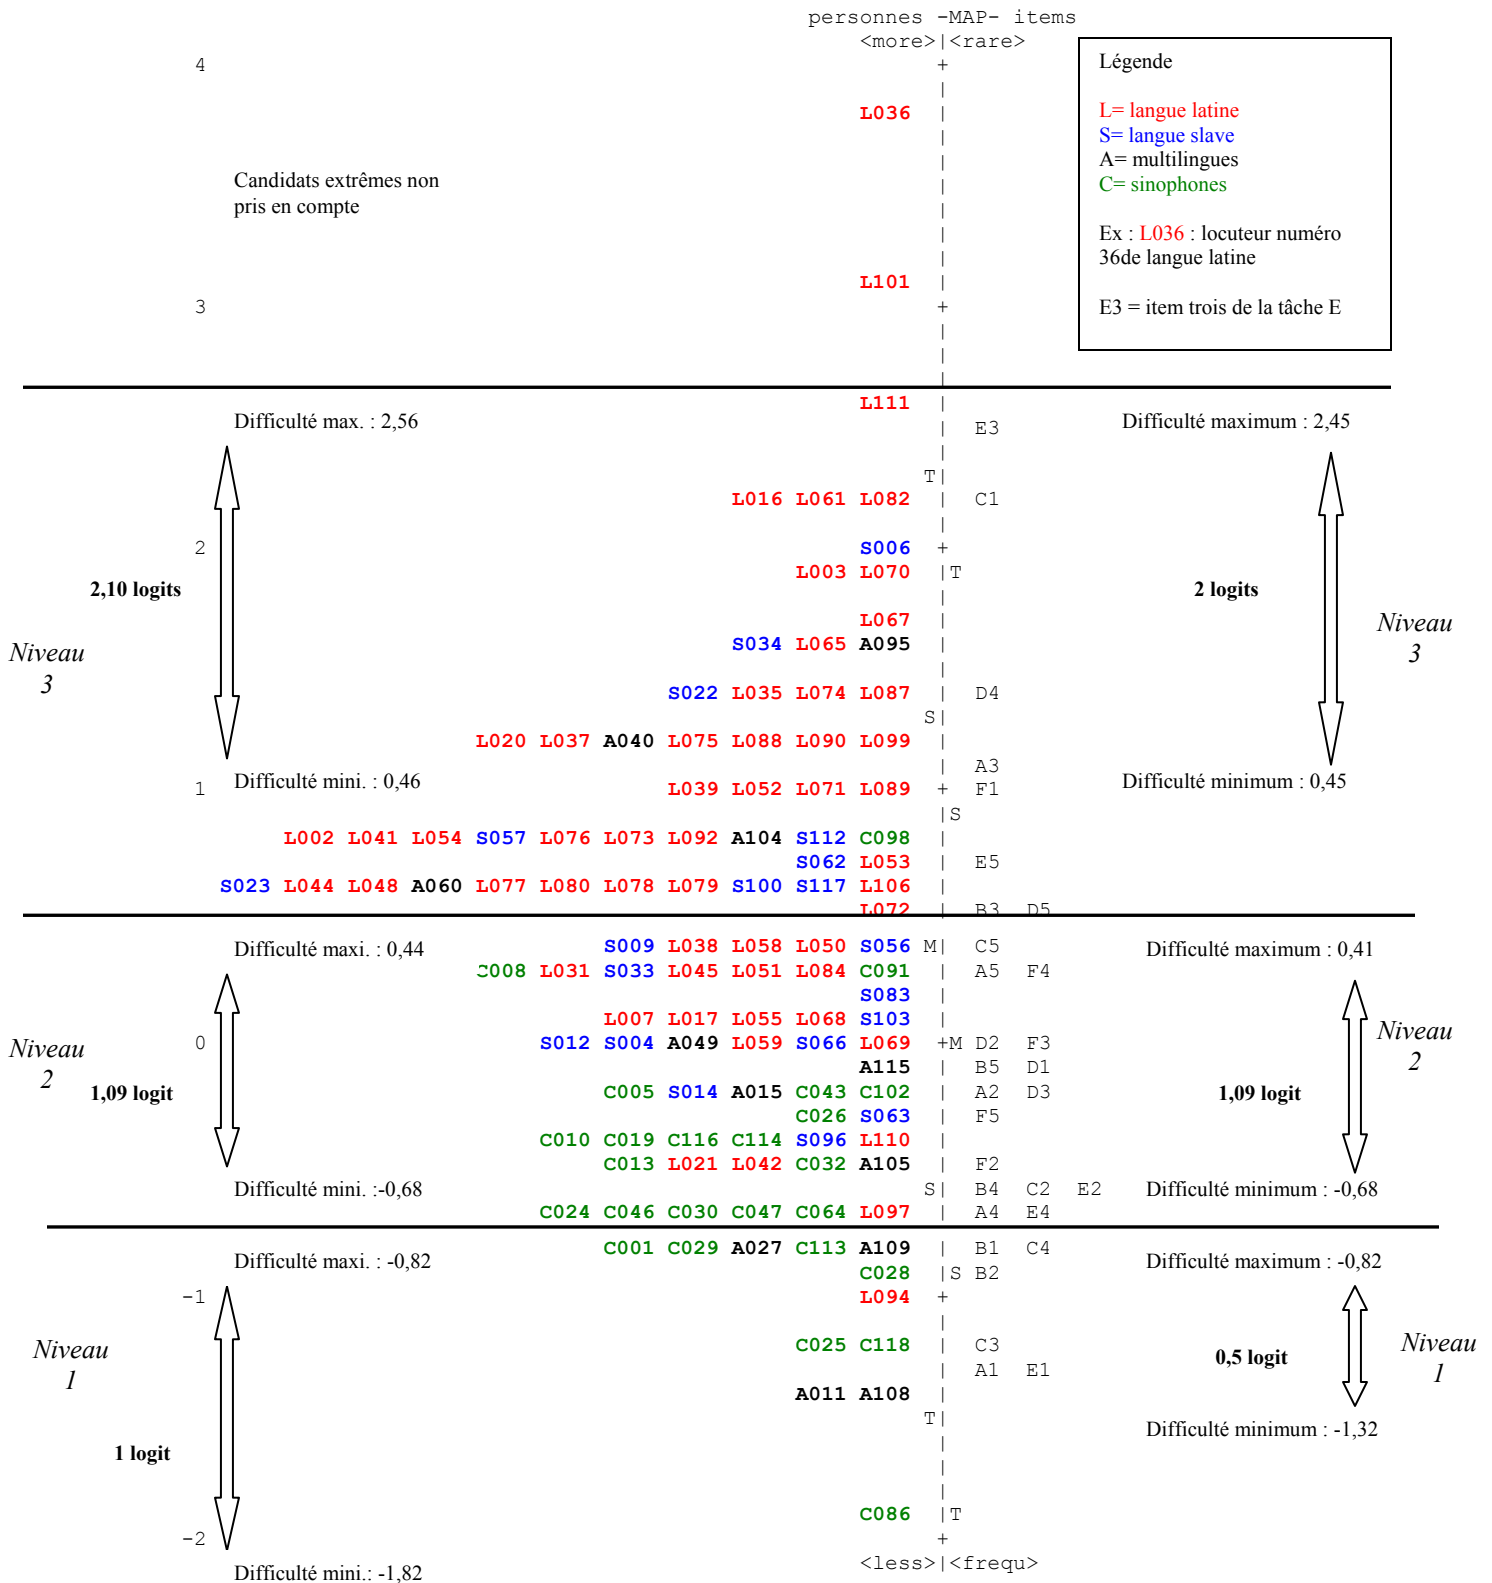 personnes -MAP- items
<more>|<rare>
4 +
Légende
L= langue latine
S= langue slave
A= multilingues
C= sinophones
Ex : L036 : locuteur numéro
36de langue latine
E3 = item trois de la tâche E
L036
Candidats extrêmes non
pris en compte
L101
3 +
L111 |
Difficulté max. : 2,56
Difficulté maximum : 2,45
| E3
T|
L016 L061 L082 | C1
2 S006 +
L003 L070 |T
2,10 logits
2 logits
L067 |
Niveau
3
Niveau
3
S034 L065 A095 |
S022 L035 L074 L087 | D4
S|
L020 L037 A040 L075 L088 L090 L099 |
| A3
Difficulté mini. : 0,46
Difficulté minimum : 0,45
1 L039 L052 L071 L089 + F1
|S
L002 L041 L054 S057 L076 L073 L092 A104 S112 C098 |
S062 L053 | E5
S023 L044 L048 A060 L077 L080 L078 L079 S100 S117 L106 |
L072 | B3 D5
Difficulté maxi. : 0,44
S009 L038 L058 L050 S056 M| C5
Difficulté maximum : 0,41
C008 L031 S033 L045 L051 L084 C091 | A5 F4
S083 |
L007 L017 L055 L068 S103 |
0 S012 S004 A049 L059 S066 L069 +M D2 F3
Niveau
2
Niveau
2
A115 | B5 D1
1,09 logit
C005 S014 A015 C043 C102 | A2 D3
1,09 logit
C026 S063 | F5
C010 C019 C116 C114 S096 L110 |
C013 L021 L042 C032 A105 | F2
Difficulté mini. :-0,68
S| B4 C2 E2
Difficulté minimum : -0,68
C024 C046 C030 C047 C064 L097 | A4 E4
C001 C029 A027 C113 A109 | B1 C4
Difficulté maxi. : -0,82
Difficulté maximum : -0,82
C028 |S B2
-1 L094 +
C025 C118 | C3
Niveau
1
0,5 logit
Niveau
1
| A1 E1
A011 A108 |
T|
Difficulté minimum : -1,32
1 logit
C086 |T
-2 +
<less>|<frequ>
Difficulté mini.: -1,82